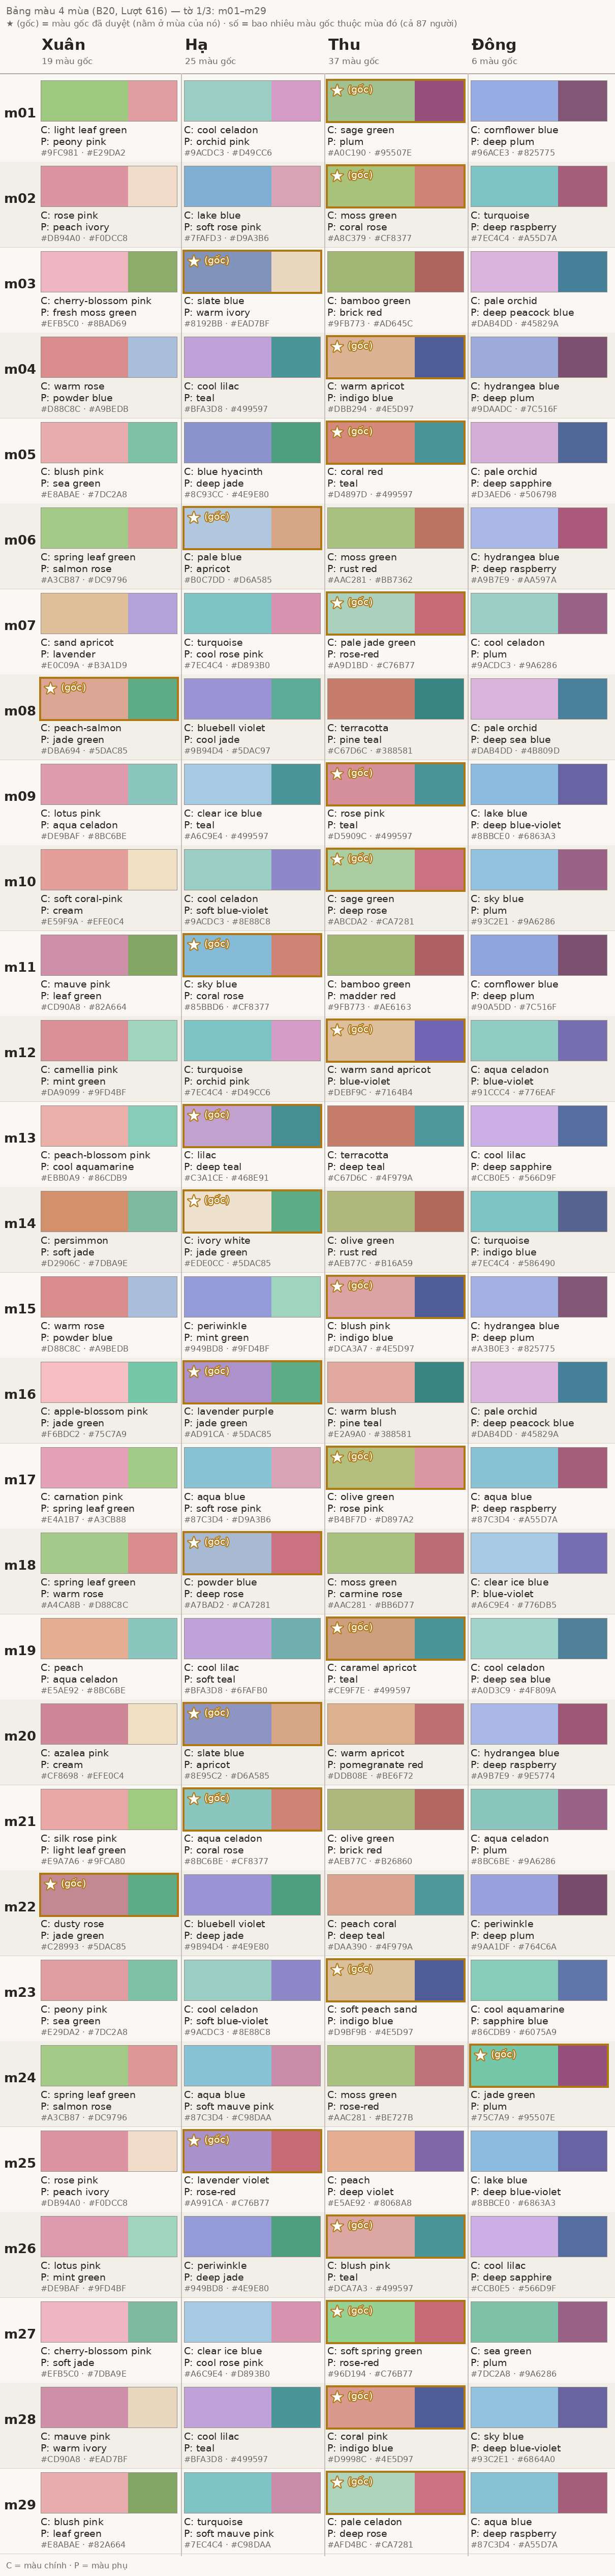 Bảng màu 4 mùa (B20, Lượt 616) — tờ 1/3: m01–m29
★ (gốc) = màu gốc đã duyệt (nằm ở mùa của nó) · số = bao nhiêu màu gốc thuộc mùa đó (cả 87 người)
Xuân Hạ Thu Đông
19 màu gốc 25 màu gốc 37 màu gốc 6 màu gốc
★ (gốc)
m01
C: light leaf green C: cool celadon C: sage green C: cornflower blue
P: peony pink P: orchid pink P: plum P: deep plum
#9FC981 · #E29DA2 #9ACDC3 · #D49CC6 #A0C190 · #95507E #96ACE3 · #825775
★ (gốc)
m02
C: rose pink C: lake blue C: moss green C: turquoise
P: peach ivory P: soft rose pink P: coral rose P: deep raspberry
#DB94A0 · #F0DCC8 #7FAFD3 · #D9A3B6 #A8C379 · #CF8377 #7EC4C4 · #A55D7A
★ (gốc)
m03
C: cherry-blossom pink C: slate blue C: bamboo green C: pale orchid
P: fresh moss green P: warm ivory P: brick red P: deep peacock blue
#EFB5C0 · #8BAD69 #8192BB · #EAD7BF #9FB773 · #AD645C #DAB4DD · #45829A
★ (gốc)
m04
C: warm rose C: cool lilac C: warm apricot C: hydrangea blue
P: powder blue P: teal P: indigo blue P: deep plum
#D88C8C · #A9BEDB #BFA3D8 · #499597 #DBB294 · #4E5D97 #9DAADC · #7C516F
★ (gốc)
m05
C: blush pink C: blue hyacinth C: coral red C: pale orchid
P: sea green P: deep jade P: teal P: deep sapphire
#E8ABAE · #7DC2A8 #8C93CC · #4E9E80 #D4897D · #499597 #D3AED6 · #506798
★ (gốc)
m06
C: spring leaf green C: pale blue C: moss green C: hydrangea blue
P: salmon rose P: apricot P: rust red P: deep raspberry
#A3CB87 · #DC9796 #B0C7DD · #D6A585 #AAC281 · #BB7362 #A9B7E9 · #AA597A
★ (gốc)
m07
C: sand apricot C: turquoise C: pale jade green C: cool celadon
P: lavender P: cool rose pink P: rose-red P: plum
#E0C09A · #B3A1D9 #7EC4C4 · #D893B0 #A9D1BD · #C76B77 #9ACDC3 · #9A6286
★ (gốc)
m08
C: peach-salmon C: bluebell violet C: terracotta C: pale orchid
P: jade green P: cool jade P: pine teal P: deep sea blue
#DBA694 · #5DAC85 #9B94D4 · #5DAC97 #C67D6C · #388581 #DAB4DD · #4B809D
★ (gốc)
m09
C: lotus pink C: clear ice blue C: rose pink C: lake blue
P: aqua celadon P: teal P: teal P: deep blue-violet
#DE9BAF · #8BC6BE #A6C9E4 · #499597 #D5909C · #499597 #8BBCE0 · #6863A3
★ (gốc)
m10
C: soft coral-pink C: cool celadon C: sage green C: sky blue
P: cream P: soft blue-violet P: deep rose P: plum
#E59F9A · #EFE0C4 #9ACDC3 · #8E88C8 #ABCDA2 · #CA7281 #93C2E1 · #9A6286
★ (gốc)
m11
C: mauve pink C: sky blue C: bamboo green C: cornflower blue
P: leaf green P: coral rose P: madder red P: deep plum
#CD90A8 · #82A664 #85BBD6 · #CF8377 #9FB773 · #AE6163 #90A5DD · #7C516F
★ (gốc)
m12
C: camellia pink C: turquoise C: warm sand apricot C: aqua celadon
P: mint green P: orchid pink P: blue-violet P: blue-violet
#DA9099 · #9FD4BF #7EC4C4 · #D49CC6 #DEBF9C · #7164B4 #91CCC4 · #776EAF
★ (gốc)
m13
C: peach-blossom pink C: lilac C: terracotta C: cool lilac
P: cool aquamarine P: deep teal P: deep teal P: deep sapphire
#EBB0A9 · #86CDB9 #C3A1CE · #468E91 #C67D6C · #4F979A #CCB0E5 · #566D9F
★ (gốc)
m14
C: persimmon C: ivory white C: olive green C: turquoise
P: soft jade P: jade green P: rust red P: indigo blue
#D2906C · #7DBA9E #EDE0CC · #5DAC85 #AEB77C · #B16A59 #7EC4C4 · #586490
★ (gốc)
m15
C: warm rose C: periwinkle C: blush pink C: hydrangea blue
P: powder blue P: mint green P: indigo blue P: deep plum
#D88C8C · #A9BEDB #949BD8 · #9FD4BF #DCA3A7 · #4E5D97 #A3B0E3 · #825775
★ (gốc)
m16
C: apple-blossom pink C: lavender purple C: warm blush C: pale orchid
P: jade green P: jade green P: pine teal P: deep peacock blue
#F6BDC2 · #75C7A9 #AD91CA · #5DAC85 #E2A9A0 · #388581 #DAB4DD · #45829A
★ (gốc)
m17
C: carnation pink C: aqua blue C: olive green C: aqua blue
P: spring leaf green P: soft rose pink P: rose pink P: deep raspberry
#E4A1B7 · #A3CB88 #87C3D4 · #D9A3B6 #B4BF7D · #D897A2 #87C3D4 · #A55D7A
★ (gốc)
m18
C: spring leaf green C: powder blue C: moss green C: clear ice blue
P: warm rose P: deep rose P: carmine rose P: blue-violet
#A4CA8B · #D88C8C #A7BAD2 · #CA7281 #AAC281 · #BB6D77 #A6C9E4 · #776DB5
★ (gốc)
m19
C: peach C: cool lilac C: caramel apricot C: cool celadon
P: aqua celadon P: soft teal P: teal P: deep sea blue
#E5AE92 · #8BC6BE #BFA3D8 · #6FAFB0 #CE9F7E · #499597 #A0D3C9 · #4F809A
★ (gốc)
m20
C: azalea pink C: slate blue C: warm apricot C: hydrangea blue
P: cream P: apricot P: pomegranate red P: deep raspberry
#CF8698 · #EFE0C4 #8E95C2 · #D6A585 #DDB08E · #BE6F72 #A9B7E9 · #9E5774
★ (gốc)
m21
C: silk rose pink C: aqua celadon C: olive green C: aqua celadon
P: light leaf green P: coral rose P: brick red P: plum
#E9A7A6 · #9FCA80 #8BC6BE · #CF8377 #AEB77C · #B26860 #8BC6BE · #9A6286
★ (gốc)
m22
C: dusty rose C: bluebell violet C: peach coral C: periwinkle
P: jade green P: deep jade P: deep teal P: deep plum
#C28993 · #5DAC85 #9B94D4 · #4E9E80 #DAA390 · #4F979A #9AA1DF · #764C6A
★ (gốc)
m23
C: peony pink C: cool celadon C: soft peach sand C: cool aquamarine
P: sea green P: soft blue-violet P: indigo blue P: sapphire blue
#E29DA2 · #7DC2A8 #9ACDC3 · #8E88C8 #D9BF9B · #4E5D97 #86CDB9 · #6075A9
★ (gốc)
m24
C: spring leaf green C: aqua blue C: moss green C: jade green
P: salmon rose P: soft mauve pink P: rose-red P: plum
#A3CB87 · #DC9796 #87C3D4 · #C98DAA #AAC281 · #BE727B #75C7A9 · #95507E
★ (gốc)
m25
C: rose pink C: lavender violet C: peach C: lake blue
P: peach ivory P: rose-red P: deep violet P: deep blue-violet
#DB94A0 · #F0DCC8 #A991CA · #C76B77 #E5AE92 · #8068A8 #8BBCE0 · #6863A3
★ (gốc)
m26
C: lotus pink C: periwinkle C: blush pink C: cool lilac
P: mint green P: deep jade P: teal P: deep sapphire
#DE9BAF · #9FD4BF #949BD8 · #4E9E80 #DCA7A3 · #499597 #CCB0E5 · #566D9F
★ (gốc)
m27
C: cherry-blossom pink C: clear ice blue C: soft spring green C: sea green
P: soft jade P: cool rose pink P: rose-red P: plum
#EFB5C0 · #7DBA9E #A6C9E4 · #D893B0 #96D194 · #C76B77 #7DC2A8 · #9A6286
★ (gốc)
m28
C: mauve pink C: cool lilac C: coral pink C: sky blue
P: warm ivory P: teal P: indigo blue P: deep blue-violet
#CD90A8 · #EAD7BF #BFA3D8 · #499597 #D9998C · #4E5D97 #93C2E1 · #6864A0
★ (gốc)
m29
C: blush pink C: turquoise C: pale celadon C: aqua blue
P: leaf green P: soft mauve pink P: deep rose P: deep raspberry
#E8ABAE · #82A664 #7EC4C4 · #C98DAA #AFD4BC · #CA7281 #87C3D4 · #A55D7A
C = màu chính · P = màu phụ